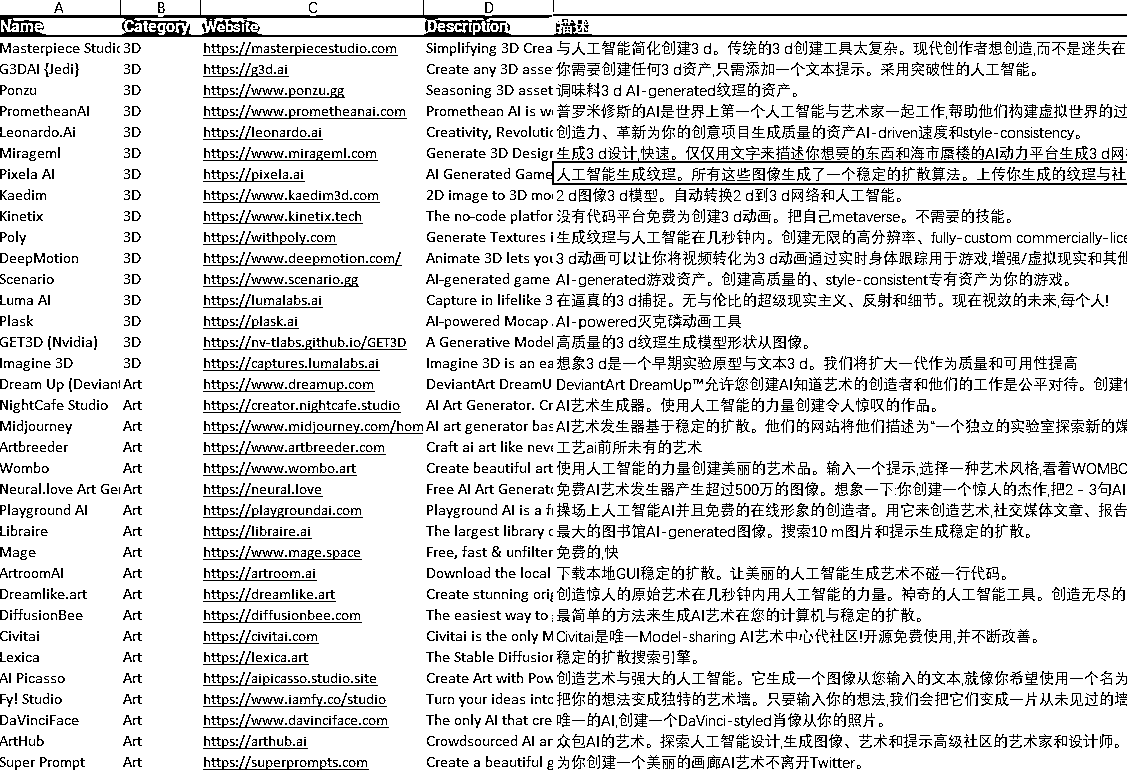 A B C D
Name Category Website Description 描述
Masterpiece Studio 3D https://masterpiecestudio.com Simplifying 3D Crea 与人工智能简化创建3 d。传统的3 d创建工具太复杂。现代创作者想创造,而不是迷失在
G3DAI {Jedi} 3D https://g3d.ai Create any 3D asse 你需要创建任何3 d资产,只需添加一个文本提示。采用突破性的人工智能。
Ponzu 3D https://www.ponzu.gg Seasoning 3D asset 调味料3 d AI-generated纹理的资产。
PrometheanAI 3D https://www.prometheanai.com Promethean AI is w 普罗米修斯的AI是世界上第一个人工智能与艺术家一起工作,帮助他们构建虚拟世界的过
Leonardo.Ai 3D https://leonardo.ai Creativity, Revoluti 创造力、革新为你的创意项目生成质量的资产AI-driven速度和style-consistency。
Mirageml 3D https://www.mirageml.com Generate 3D Design 生成3 d设计,快速。仅仅用文字来描述你想要的东西和海市蜃楼的AI动力平台生成3 d网
Pixela AI 3D https://pixela.ai AI Generated Game 人工智能生成纹理。所有这些图像生成了一个稳定的扩散算法。上传你生成的纹理与社
Kaedim 3D https://www.kaedim3d.com 2D image to 3D mo 2 d图像3 d模型。自动转换2 d到3 d网络和人工智能。
Kinetix 3D https://www.kinetix.tech The no-code platfor 没有代码平台免费为创建3 d动画。把自己metaverse。不需要的技能。
Poly 3D https://withpoly.com Generate Textures i 生成纹理与人工智能在几秒钟内。创建无限的高分辨率、fully-custom commercially-lice
DeepMotion 3D https://www.deepmotion.com/ Animate 3D lets you 3 d动画可以让你将视频转化为3 d动画通过实时身体跟踪用于游戏,增强/虚拟现实和其他
Scenario 3D https://www.scenario.gg AI-generated game AI-generated游戏资产。创建高质量的、style-consistent专有资产为你的游戏。
Luma AI 3D https://lumalabs.ai Capture in lifelike 3 在逼真的3 d捕捉。无与伦比的超级现实主义、反射和细节。现在视效的未来,每个人!
Plask 3D https://plask.ai AI-powered Mocap AI-powered灭克磷动画工具
GET3D (Nvidia) 3D https://nv-tlabs.github.io/GET3D A Generative Model 高质量的3 d纹理生成模型形状从图像。
Imagine 3D 3D https://captures.lumalabs.ai Imagine 3D is an ea 想象3 d是一个早期实验原型与文本3 d。我们将扩大一代作为质量和可用性提高
Dream Up (Deviant Art https://www.dreamup.com DeviantArt DreamU DeviantArt DreamUp™允许您创建AI知道艺术的创造者和他们的工作是公平对待。创建
NightCafe Studio Art https://creator.nightcafe.studio AI Art Generator. Cr AI艺术生成器。使用人工智能的力量创建令人惊叹的作品。
Midjourney Art https://www.midjourney.com/hom AI art generator bas AI艺术发生器基于稳定的扩散。他们的网站将他们描述为“一个独立的实验室探索新的媒
Artbreeder Art https://www.artbreeder.com Craft ai art like neve 工艺ai前所未有的艺术
Wombo Art https://www.wombo.art Create beautiful art 使用人工智能的力量创建美丽的艺术品。输入一个提示,选择一种艺术风格,看着WOMBO
Neural.love Art Ge Art https://neural.love Free AI Art Generato 免费AI艺术发生器产生超过500万的图像。想象一下:你创建一个惊人的杰作,把2 - 3句AI
Playground AI Art https://playgroundai.com Playground AI is a f 操场上人工智能AI并且免费的在线形象的创造者。用它来创造艺术,社交媒体文章、报告
Libraire Art https://libraire.ai The largest library o 最大的图书馆AI-generated图像。搜索10 m图片和提示生成稳定的扩散。
Mage Art https://www.mage.space Free, fast & unfilter 免费的,快
ArtroomAI Art https://artroom.ai Download the local 下载本地GUI稳定的扩散。让美丽的人工智能生成艺术不碰一行代码。
Dreamlike.art Art https://dreamlike.art Create stunning orig 创造惊人的原始艺术在几秒钟内用人工智能的力量。神奇的人工智能工具。创造无尽的
DiffusionBee Art https://diffusionbee.com The easiest way to 最简单的方法来生成AI艺术在您的计算机与稳定的扩散。
Civitai Art https://civitai.com Civitai is the only M Civitai是唯一Model-sharing AI艺术中心代社区!开源免费使用,并不断改善。
Lexica Art https://lexica.art The Stable Diffusion 稳定的扩散搜索引擎。
AI Picasso Art https://aipicasso.studio.site Create Art with Pow 创造艺术与强大的人工智能。它生成一个图像从您输入的文本,就像你希望使用一个名为
Fy! Studio Art https://www.iamfy.co/studio Turn your ideas into 把你的想法变成独特的艺术墙。只要输入你的想法,我们会把它们变成一片从未见过的墙
DaVinciFace Art https://www.davinciface.com The only AI that cre 唯一的AI,创建一个DaVinci-styled肖像从你的照片。
ArtHub Art https://arthub.ai Crowdsourced AI ar 众包AI的艺术。探索人工智能设计,生成图像、艺术和提示高级社区的艺术家和设计师。
Super Prompt Art https://superprompts.com Create a beautiful g 为你创建一个美丽的画廊AI艺术不离开Twitter。